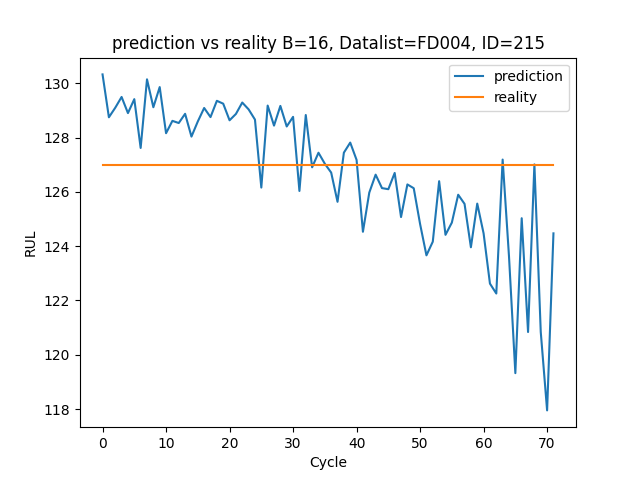 prediction vs reality B=16, Datalist=FD004, ID=215
prediction
reality
RUL
130
128
126
124
122
120
118
0 10 20 30 40 50 60 70
Cycle